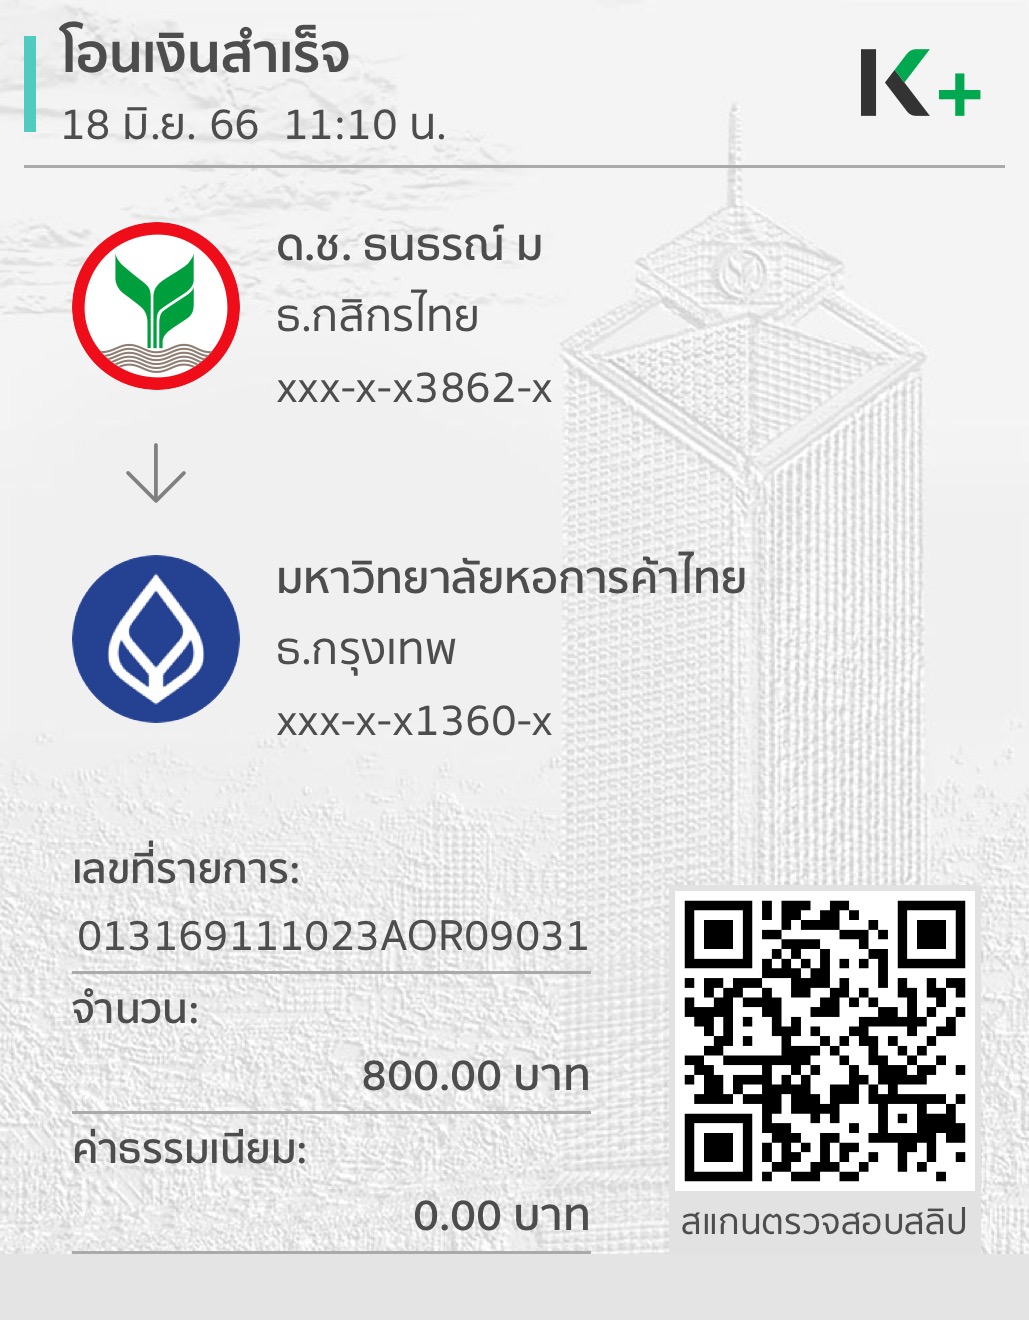 โอนเงินสำเร็จ
18 มิ.ย. 66  11:10 น.
K+
ด.ช. ธนธรณ์ ม
ธ.กสิกรไทย
xxx-x-x3862-x
มหาวิทยาลัยหอการค้าไทย
ธ.กรุงเทพ
xxx-x-x1360-x
เลขที่รายการ:
013169111023AOR09031
จำนวน:
800.00 บาท
ค่าธรรมเนียม:
0.00 บาท
สแกนตรวจสอบสลิป